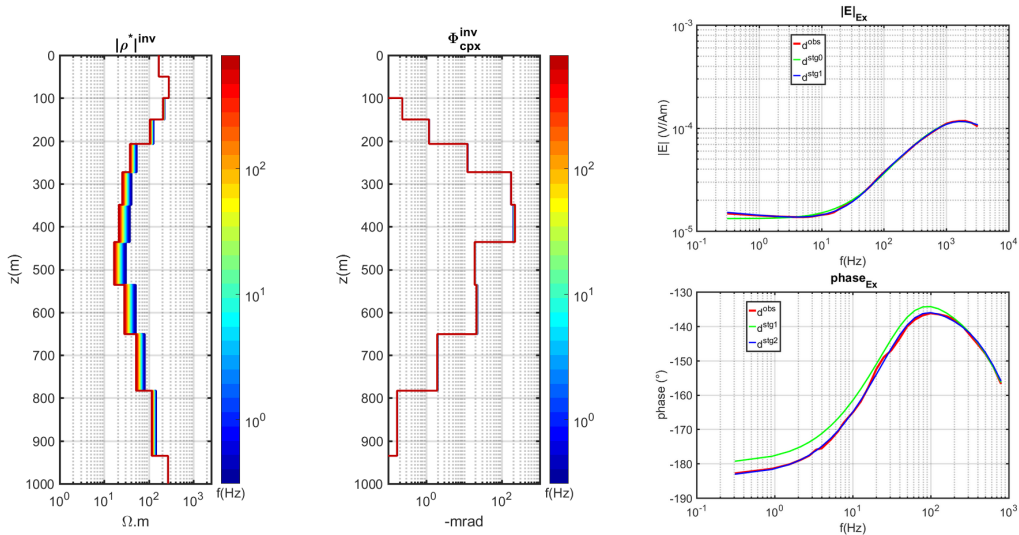 |ρ*|^inv
0
100
200
300
400
500
600
700
800
900
1000
z(m)
10^0 10^1 10^2 10^3
Ω.m
10^2
10^1
10^0
f(Hz)
Φ_cpx^inv
0
100
200
300
400
500
600
700
800
900
1000
z(m)
10^0 10^2
-mrad
10^2
10^1
10^0
f(Hz)
|E|_Ex
10^-3
10^-4
10^-5
|E| (V/Am)
d^obs
d^stg0
d^stg1
10^-1 10^0 10^1 10^2 10^3 10^4
f(Hz)
phase_Ex
-130
-140
-150
-160
-170
-180
-190
phase (°)
d^obs
d^stg1
d^stg2
10^-1 10^0 10^1 10^2 10^3
f(Hz)